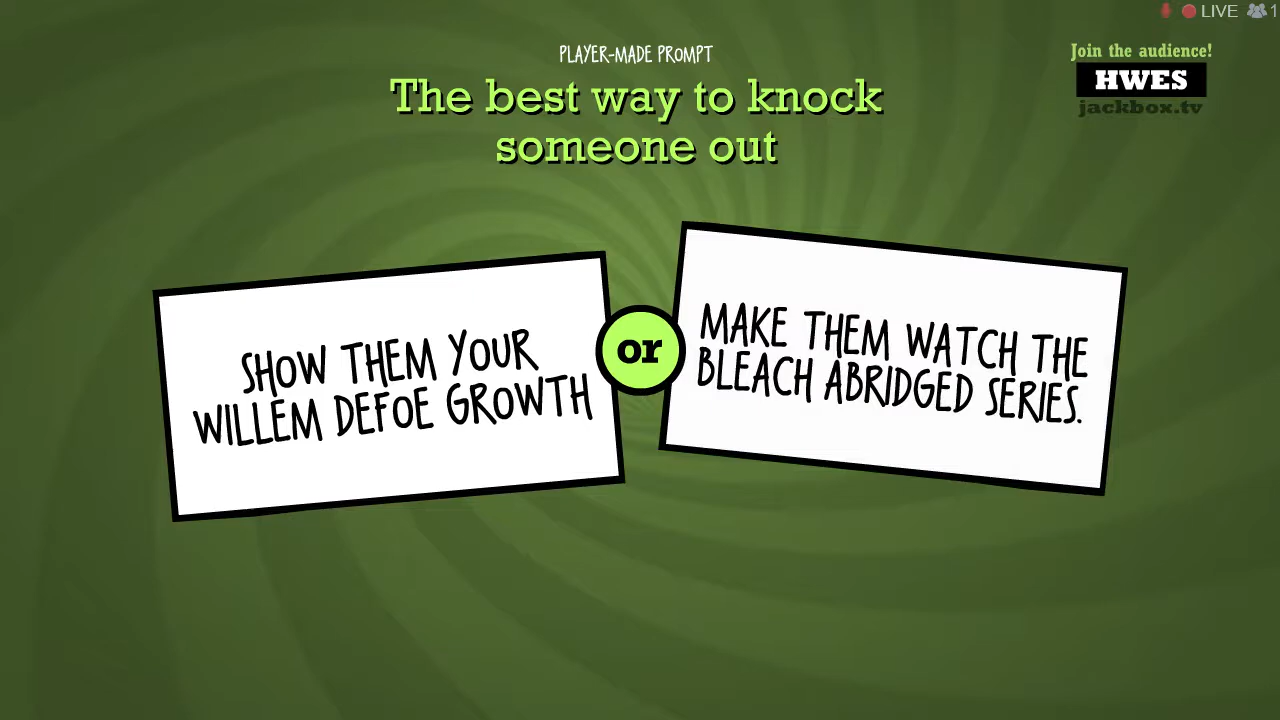 LIVE 1
PLAYER-MADE PROMPT
Join the audience!
HWES
jackbox.tv
The best way to knock
someone out
SHOW THEM YOUR
WILLEM DEFOE GROWTH
or
MAKE THEM WATCH THE
BLEACH ABRIDGED SERIES.